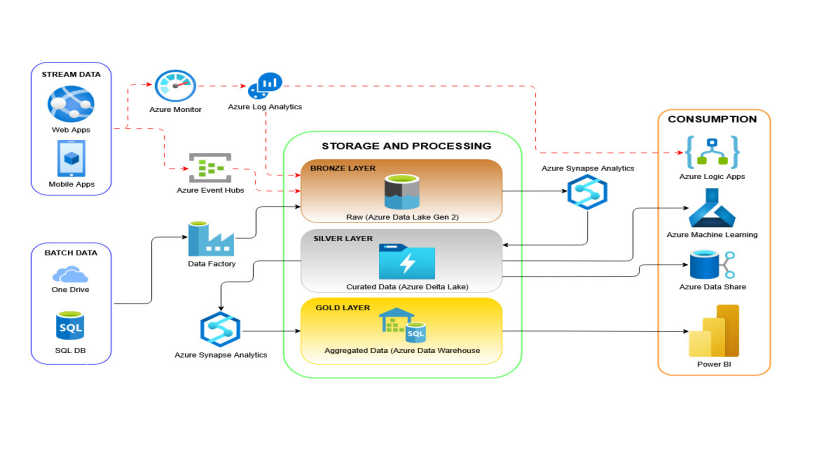 STREAM DATA
Web Apps
Mobile Apps
Azure Monitor
Azure Log Analytics
Azure Event Hubs
BATCH DATA
One Drive
SQL
SQL DB
Data Factory
Azure Synapse Analytics
STORAGE AND PROCESSING
BRONZE LAYER
Raw (Azure Data Lake Gen 2)
SILVER LAYER
Curated Data (Azure Delta Lake)
GOLD LAYER
SQL
Aggregated Data (Azure Data Warehouse
Azure Synapse Analytics
CONSUMPTION
Azure Logic Apps
Azure Machine Learning
Azure Data Share
Power BI